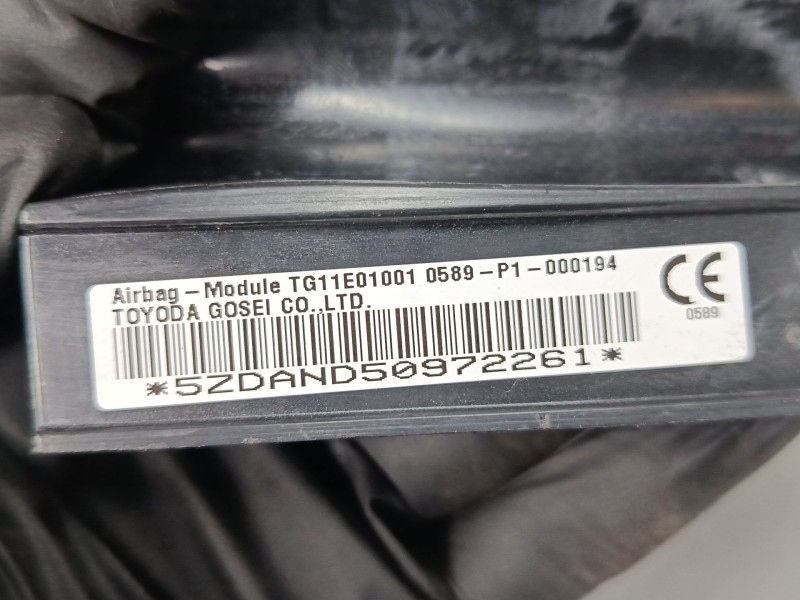 Airbag-Module TG11E01001 0589-P1-000194
TOYODA GOSEI CO.,LTD.
*5ZDAND50972261*
CE
0589